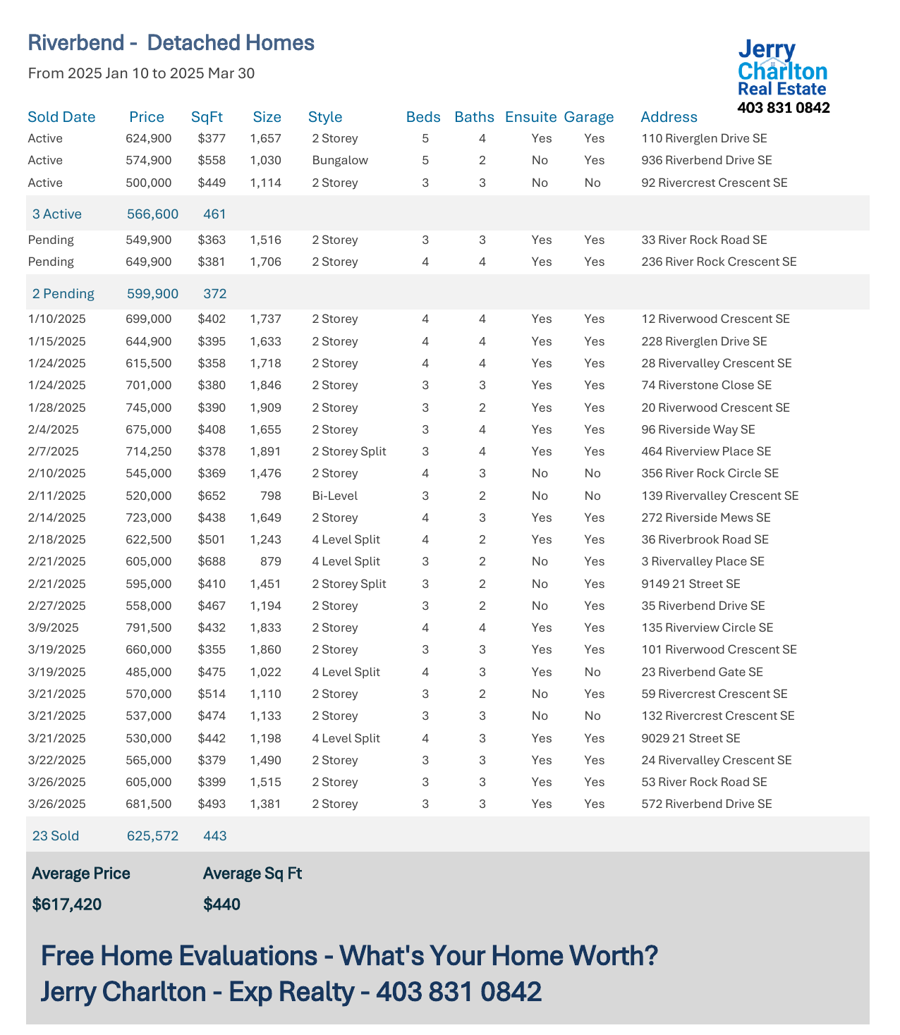 Riverbend - Detached Homes
From 2025 Jan 10 to 2025 Mar 30
Jerry
Charlton
Real Estate
403 831 0842
Sold Date Price SqFt Size Style Beds Baths Ensuite Garage Address
Active 624,900 $377 1,657 2 Storey 5 4 Yes Yes 110 Riverglen Drive SE
Active 574,900 $558 1,030 Bungalow 5 2 No Yes 936 Riverbend Drive SE
Active 500,000 $449 1,114 2 Storey 3 3 No No 92 Rivercrest Crescent SE
3 Active 566,600 461
Pending 549,900 $363 1,516 2 Storey 3 3 Yes Yes 33 River Rock Road SE
Pending 649,900 $381 1,706 2 Storey 4 4 Yes Yes 236 River Rock Crescent SE
2 Pending 599,900 372
1/10/2025 699,000 $402 1,737 2 Storey 4 4 Yes Yes 12 Riverwood Crescent SE
1/15/2025 644,900 $395 1,633 2 Storey 4 4 Yes Yes 228 Riverglen Drive SE
1/24/2025 615,500 $358 1,718 2 Storey 4 4 Yes Yes 28 Rivervalley Crescent SE
1/24/2025 701,000 $380 1,846 2 Storey 3 3 Yes Yes 74 Riverstone Close SE
1/28/2025 745,000 $390 1,909 2 Storey 3 2 Yes Yes 20 Riverwood Crescent SE
2/4/2025 675,000 $408 1,655 2 Storey 3 4 Yes Yes 96 Riverside Way SE
2/7/2025 714,250 $378 1,891 2 Storey Split 3 4 Yes Yes 464 Riverview Place SE
2/10/2025 545,000 $369 1,476 2 Storey 4 3 No No 356 River Rock Circle SE
2/11/2025 520,000 $652 798 Bi-Level 3 2 No No 139 Rivervalley Crescent SE
2/14/2025 723,000 $438 1,649 2 Storey 4 3 Yes Yes 272 Riverside Mews SE
2/18/2025 622,500 $501 1,243 4 Level Split 4 2 Yes Yes 36 Riverbrook Road SE
2/21/2025 605,000 $688 879 4 Level Split 3 2 No Yes 3 Rivervalley Place SE
2/21/2025 595,000 $410 1,451 2 Storey Split 3 2 No Yes 9149 21 Street SE
2/27/2025 558,000 $467 1,194 2 Storey 3 2 No Yes 35 Riverbend Drive SE
3/9/2025 791,500 $432 1,833 2 Storey 4 4 Yes Yes 135 Riverview Circle SE
3/19/2025 660,000 $355 1,860 2 Storey 3 3 Yes Yes 101 Riverwood Crescent SE
3/19/2025 485,000 $475 1,022 4 Level Split 4 3 Yes No 23 Riverbend Gate SE
3/21/2025 570,000 $514 1,110 2 Storey 3 2 No Yes 59 Rivercrest Crescent SE
3/21/2025 537,000 $474 1,133 2 Storey 3 3 No No 132 Rivercrest Crescent SE
3/21/2025 530,000 $442 1,198 4 Level Split 4 3 Yes Yes 9029 21 Street SE
3/22/2025 565,000 $379 1,490 2 Storey 3 3 Yes Yes 24 Rivervalley Crescent SE
3/26/2025 605,000 $399 1,515 2 Storey 3 3 Yes Yes 53 River Rock Road SE
3/26/2025 681,500 $493 1,381 2 Storey 3 3 Yes Yes 572 Riverbend Drive SE
23 Sold 625,572 443
Average Price Average Sq Ft
$617,420 $440
Free Home Evaluations - What's Your Home Worth?
Jerry Charlton - Exp Realty - 403 831 0842